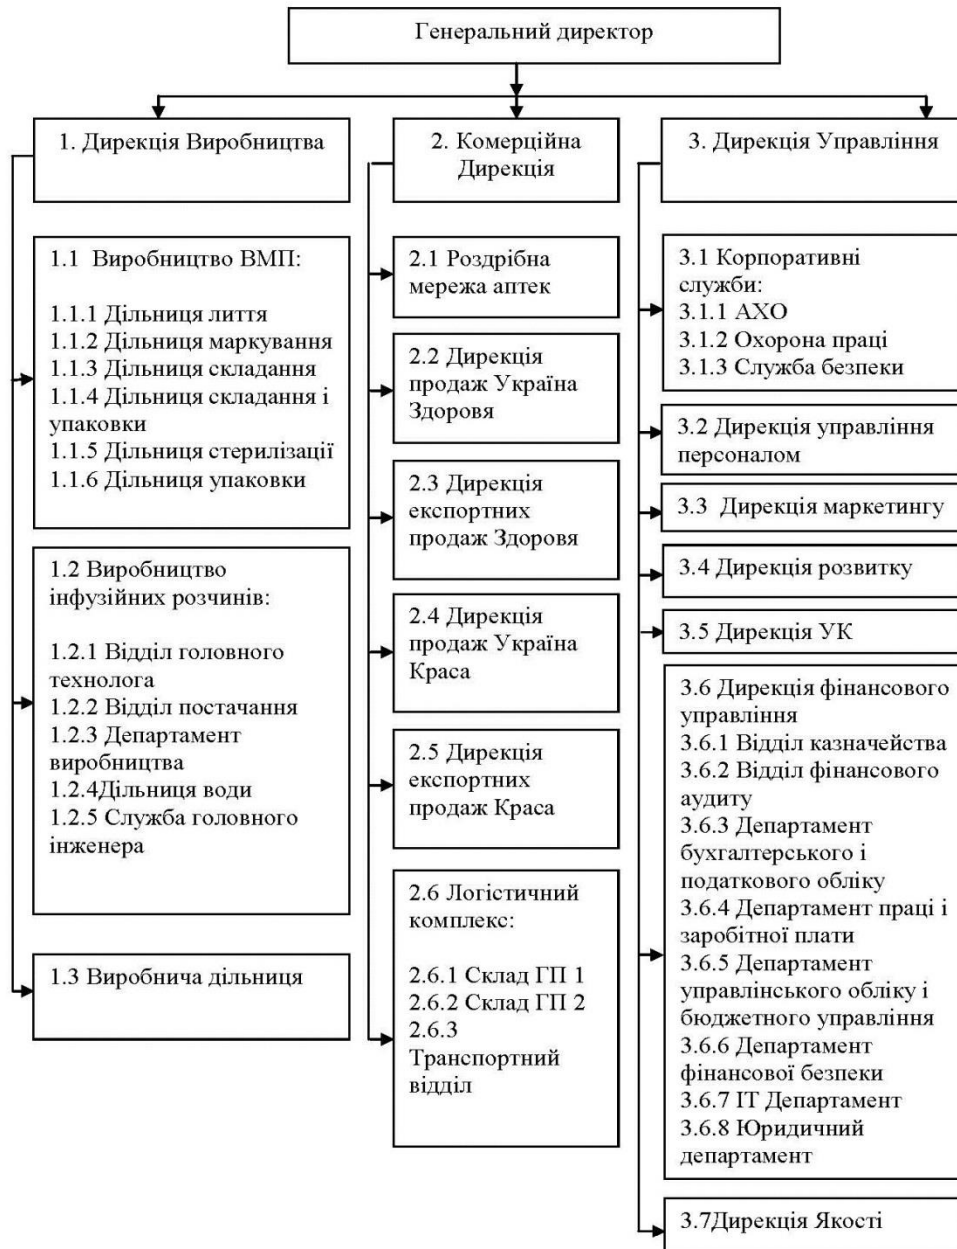 Генеральний директор
1. Дирекція Виробництва
1.1 Виробництво ВМП:
1.1.1 Дільниця лиття
1.1.2 Дільниця маркування
1.1.3 Дільниця складання
1.1.4 Дільниця складання і
упаковки
1.1.5 Дільниця стерилізації
1.1.6 Дільниця упаковки
1.2 Виробництво
інфузійних розчинів:
1.2.1 Відділ головного
технолога
1.2.2 Відділ постачання
1.2.3 Департамент
виробництва
1.2.4Дільниця води
1.2.5 Служба головного
інженера
1.3 Виробнича дільниця
2. Комерційна
Дирекція
2.1 Роздрібна
мережа аптек
2.2 Дирекція
продаж Україна
Здоровя
2.3 Дирекція
експортних
продаж Здоровя
2.4 Дирекція
продаж Україна
Краса
2.5 Дирекція
експортних
продаж Краса
2.6 Логістичний
комплекс:
2.6.1 Склад ГП 1
2.6.2 Склад ГП 2
2.6.3
Транспортний
відділ
3. Дирекція Управління
3.1 Корпоративні
служби:
3.1.1 АХО
3.1.2 Охорона праці
3.1.3 Служба безпеки
3.2 Дирекція управління
персоналом
3.3 Дирекція маркетингу
3.4 Дирекція розвитку
3.5 Дирекція УК
3.6 Дирекція фінансового
управління
3.6.1 Відділ казначейства
3.6.2 Відділ фінансового
аудиту
3.6.3 Департамент
бухгалтерського і
податкового обліку
3.6.4 Департамент праці і
заробітної плати
3.6.5 Департамент
управлінського обліку і
бюджетного управління
3.6.6 Департамент
фінансової безпеки
3.6.7 ІТ Департамент
3.6.8 Юридичний
департамент
3.7Дирекція Якості